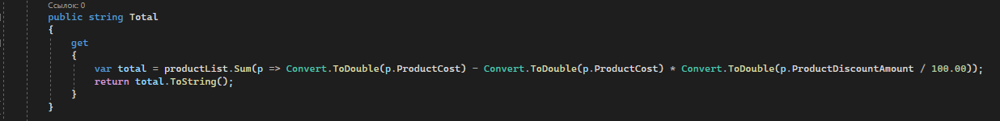 Ссылок: 0
public string Total
{
get
{
var total = productList.Sum(p => Convert.ToDouble(p.ProductCost) - Convert.ToDouble(p.ProductCost) * Convert.ToDouble(p.ProductDiscountAmount / 100.00));
return total.ToString();
}
}